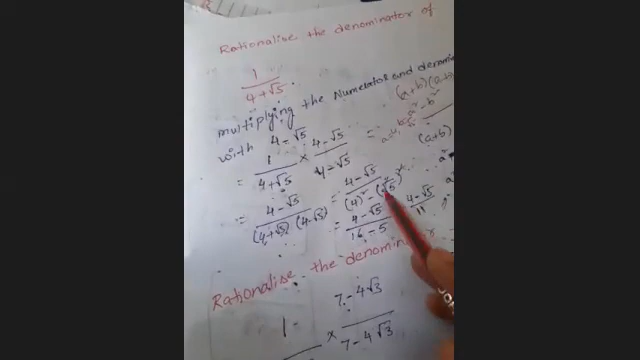 Rationalise the denominator of
1
4+√5 .
multiplying the Numerator and
with 4-√5
= 1/4+√5 × 4-√5/4-√5 =
= 4-√5/(4+√5) (4-√5)
= 4-√5/(4)² - (√5)²
= 4-√5/16-5
4-√5/11
(a+b)
a²-b²
(a+b)
Rationalise the denominator
7-4√3
1
×
7-4√3